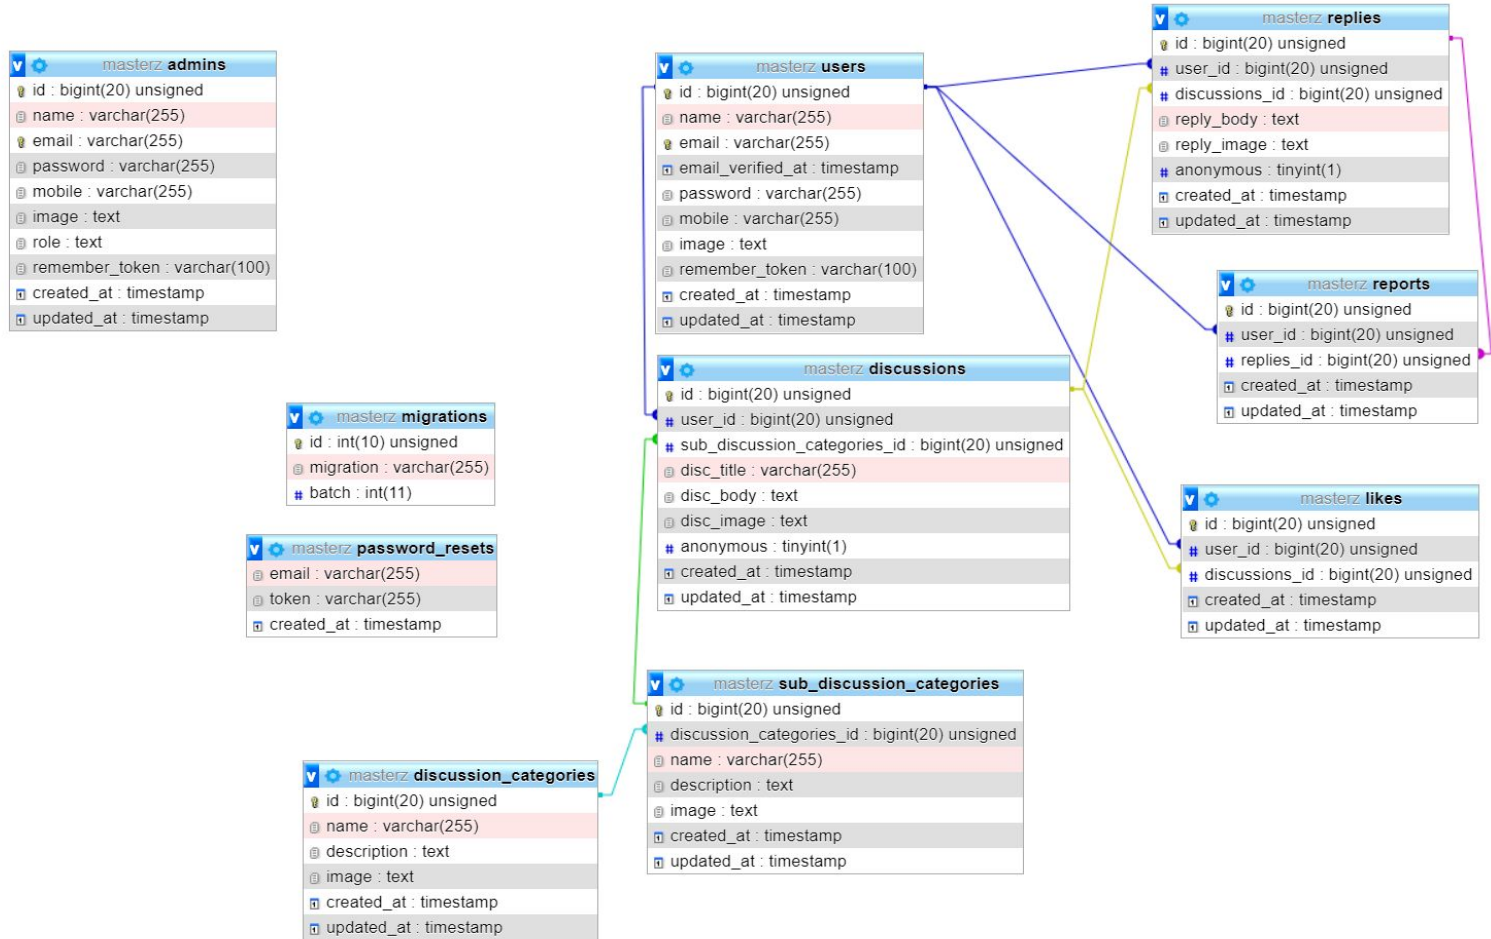 masterz admins
id : bigint(20) unsigned
name : varchar(255)
email : varchar(255)
password : varchar(255)
mobile : varchar(255)
image : text
role : text
remember_token : varchar(100)
created_at : timestamp
updated_at : timestamp
masterz users
id : bigint(20) unsigned
name : varchar(255)
email : varchar(255)
email_verified_at : timestamp
password : varchar(255)
mobile : varchar(255)
image : text
remember_token : varchar(100)
created_at : timestamp
updated_at : timestamp
masterz replies
id : bigint(20) unsigned
user_id : bigint(20) unsigned
discussions_id : bigint(20) unsigned
reply_body : text
reply_image : text
anonymous : tinyint(1)
created_at : timestamp
updated_at : timestamp
masterz reports
id : bigint(20) unsigned
user_id : bigint(20) unsigned
replies_id : bigint(20) unsigned
created_at : timestamp
updated_at : timestamp
masterz discussions
id : bigint(20) unsigned
user_id : bigint(20) unsigned
sub_discussion_categories_id : bigint(20) unsigned
disc_title : varchar(255)
disc_body : text
disc_image : text
anonymous : tinyint(1)
created_at : timestamp
updated_at : timestamp
masterz migrations
id : int(10) unsigned
migration : varchar(255)
batch : int(11)
masterz likes
id : bigint(20) unsigned
user_id : bigint(20) unsigned
discussions_id : bigint(20) unsigned
created_at : timestamp
updated_at : timestamp
masterz password_resets
email : varchar(255)
token : varchar(255)
created_at : timestamp
masterz sub_discussion_categories
id : bigint(20) unsigned
discussion_categories_id : bigint(20) unsigned
name : varchar(255)
description : text
image : text
created_at : timestamp
updated_at : timestamp
masterz discussion_categories
id : bigint(20) unsigned
name : varchar(255)
description : text
image : text
created_at : timestamp
updated_at : timestamp